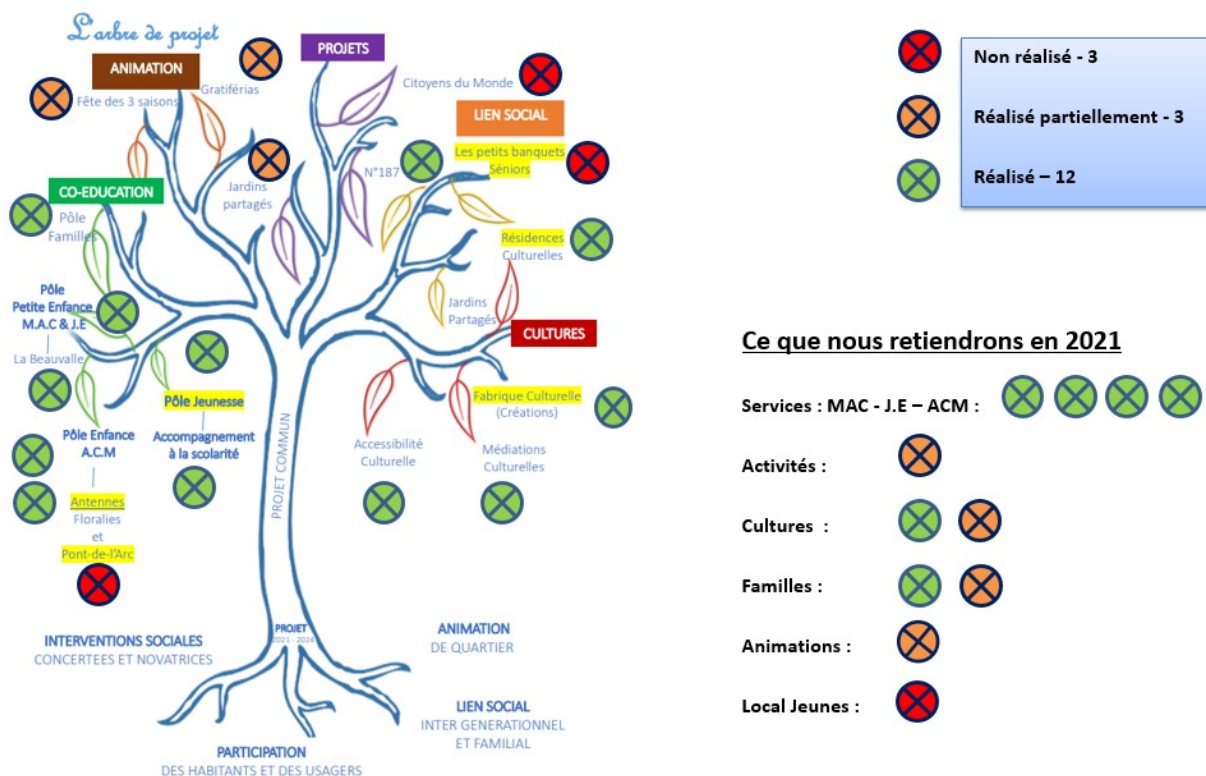 L'arbre de projet
ANIMATION
PROJETS
Gratiférias
Fête des 3 saisons
Citoyens du Monde
LIEN SOCIAL
Les petits banquets
Séniors
N°187
Jardins
partagés
CO-EDUCATION
Pôle
Familles
Résidences
Culturelles
Pôle
Petite Enfance
M.A.C & J.E
La Beauvalle
Jardins
Partagés
CULTURES
Pôle Jeunesse
Fabrique Culturelle
(Créations)
Pôle Enfance
A.C.M
Accompagnement
à la scolarité
Accessibilité
Culturelle
Médiations
Culturelles
Antennes
Floralies
et
Pont-de-l'Arc
PROJET COMMUN
PROJET
2021 - 2024
INTERVENTIONS SOCIALES
CONCERTEES ET NOVATRICES
ANIMATION
DE QUARTIER
LIEN SOCIAL
INTER GENERATIONNEL
ET FAMILIAL
PARTICIPATION
DES HABITANTS ET DES USAGERS
Non réalisé - 3
Réalisé partiellement - 3
Réalisé – 12
Ce que nous retiendrons en 2021
Services : MAC - J.E – ACM :
Activités :
Cultures :
Familles :
Animations :
Local Jeunes :